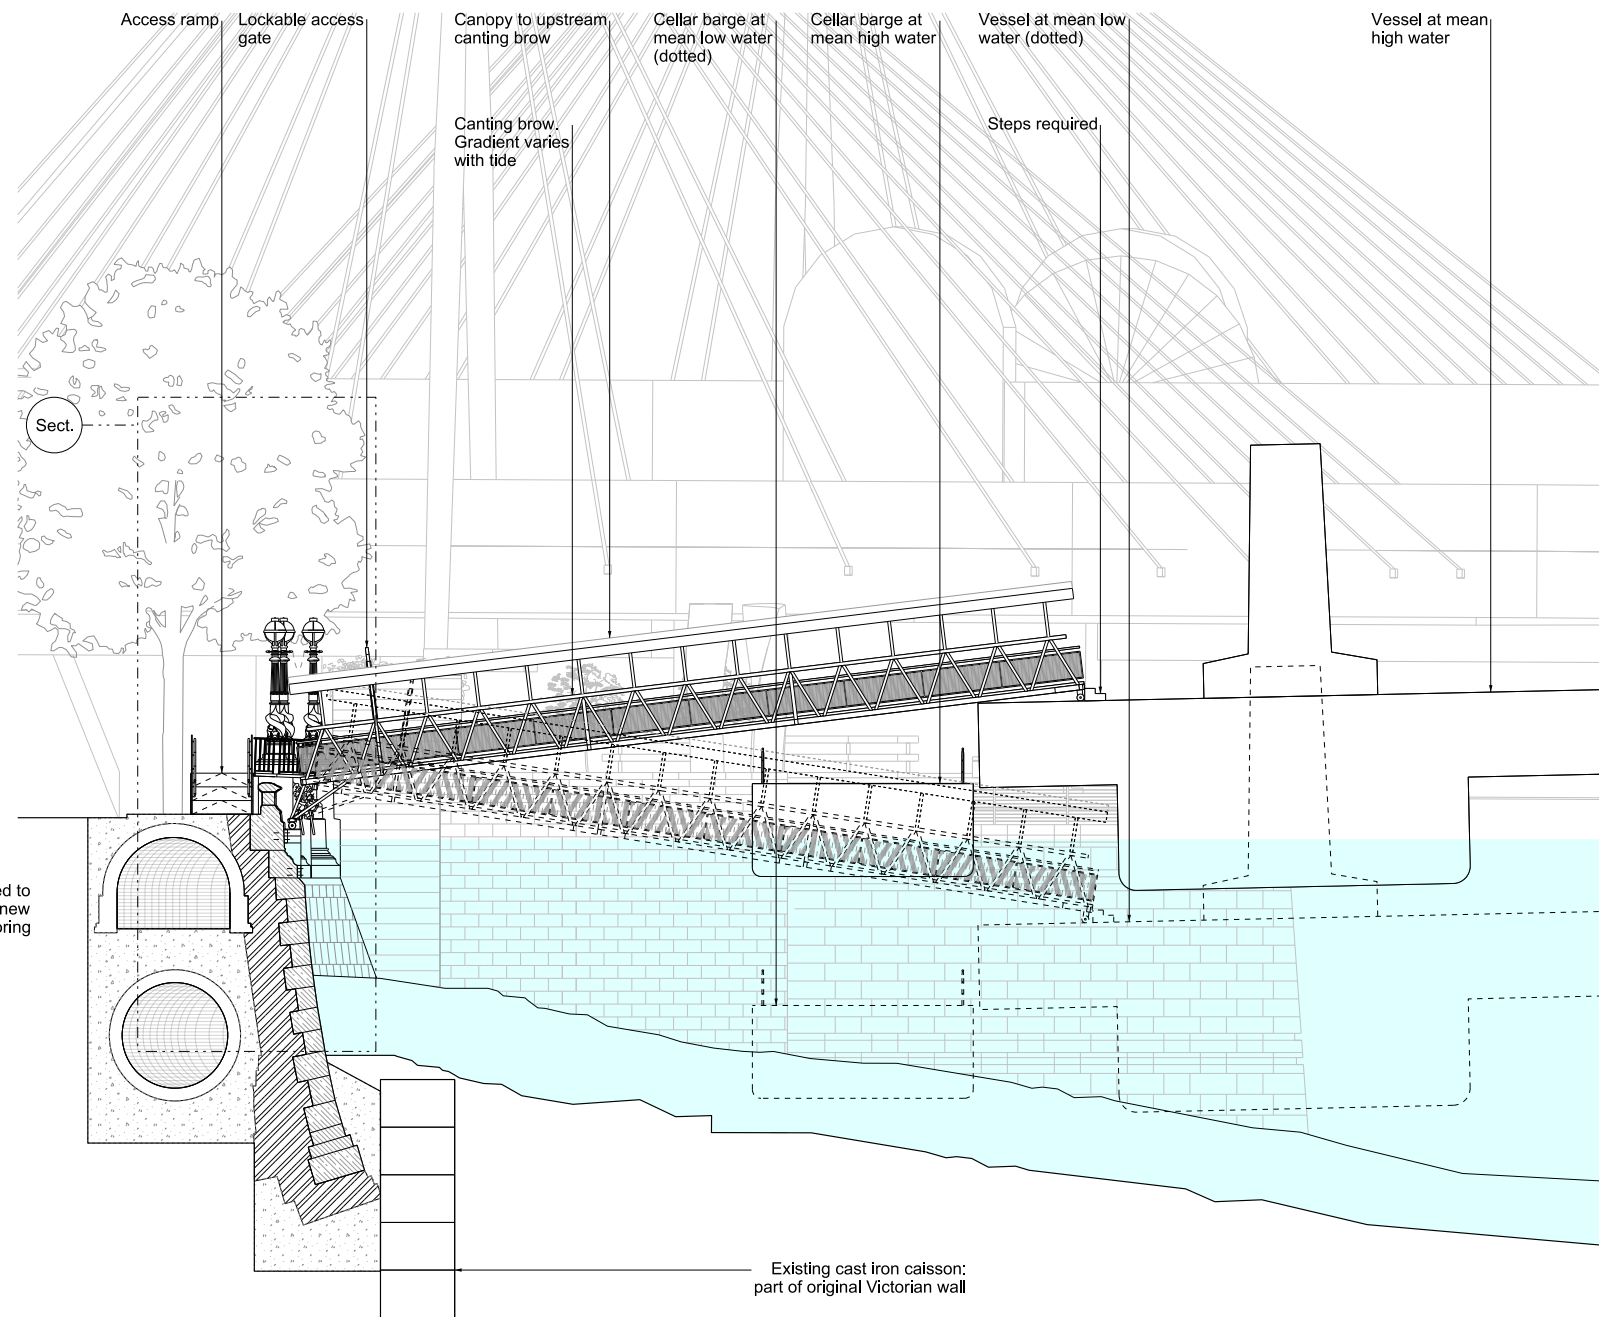 Access ramp
Lockable access
gate
Canopy to upstream
canting brow
Cellar barge at
mean low water
(dotted)
Cellar barge at
mean high water
Vessel at mean low
water (dotted)
Vessel at mean
high water
Canting brow.
Gradient varies
with tide
Steps required
Sect.
ed to
new
oring
Existing cast iron caisson:
part of original Victorian wall